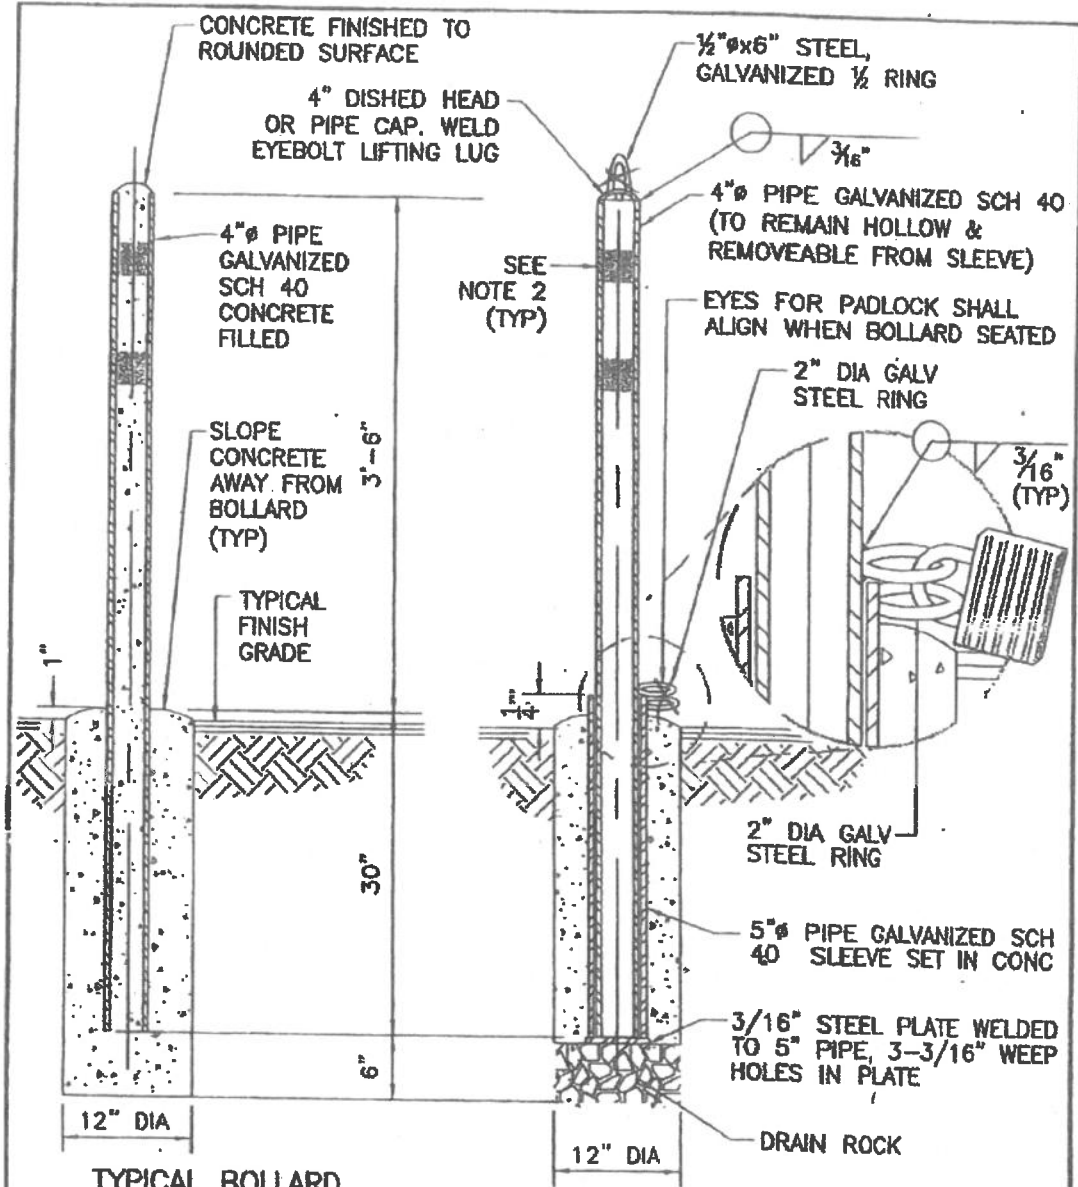 CONCRETE FINISHED TO
ROUNDED SURFACE
½"øx6" STEEL,
GALVANIZED ½ RING
4" DISHED HEAD
OR PIPE CAP. WELD
EYEBOLT LIFTING LUG
3/16"
4"ø PIPE GALVANIZED SCH 40
(TO REMAIN HOLLOW &
REMOVEABLE FROM SLEEVE)
4"ø PIPE
GALVANIZED
SCH 40
CONCRETE
FILLED
SEE
NOTE 2
(TYP)
EYES FOR PADLOCK SHALL
ALIGN WHEN BOLLARD SEATED
2" DIA GALV
STEEL RING
SLOPE
CONCRETE
AWAY FROM
BOLLARD
(TYP)
3'-6"
3/16"
(TYP)
TYPICAL
FINISH
GRADE
1"
1"/4
2" DIA GALV
STEEL RING
30"
5"ø PIPE GALVANIZED SCH
40 SLEEVE SET IN CONC
3/16" STEEL PLATE WELDED
TO 5" PIPE, 3-3/16" WEEP
HOLES IN PLATE
6"
DRAIN ROCK
12" DIA
12" DIA
TYPICAL BOLLARD